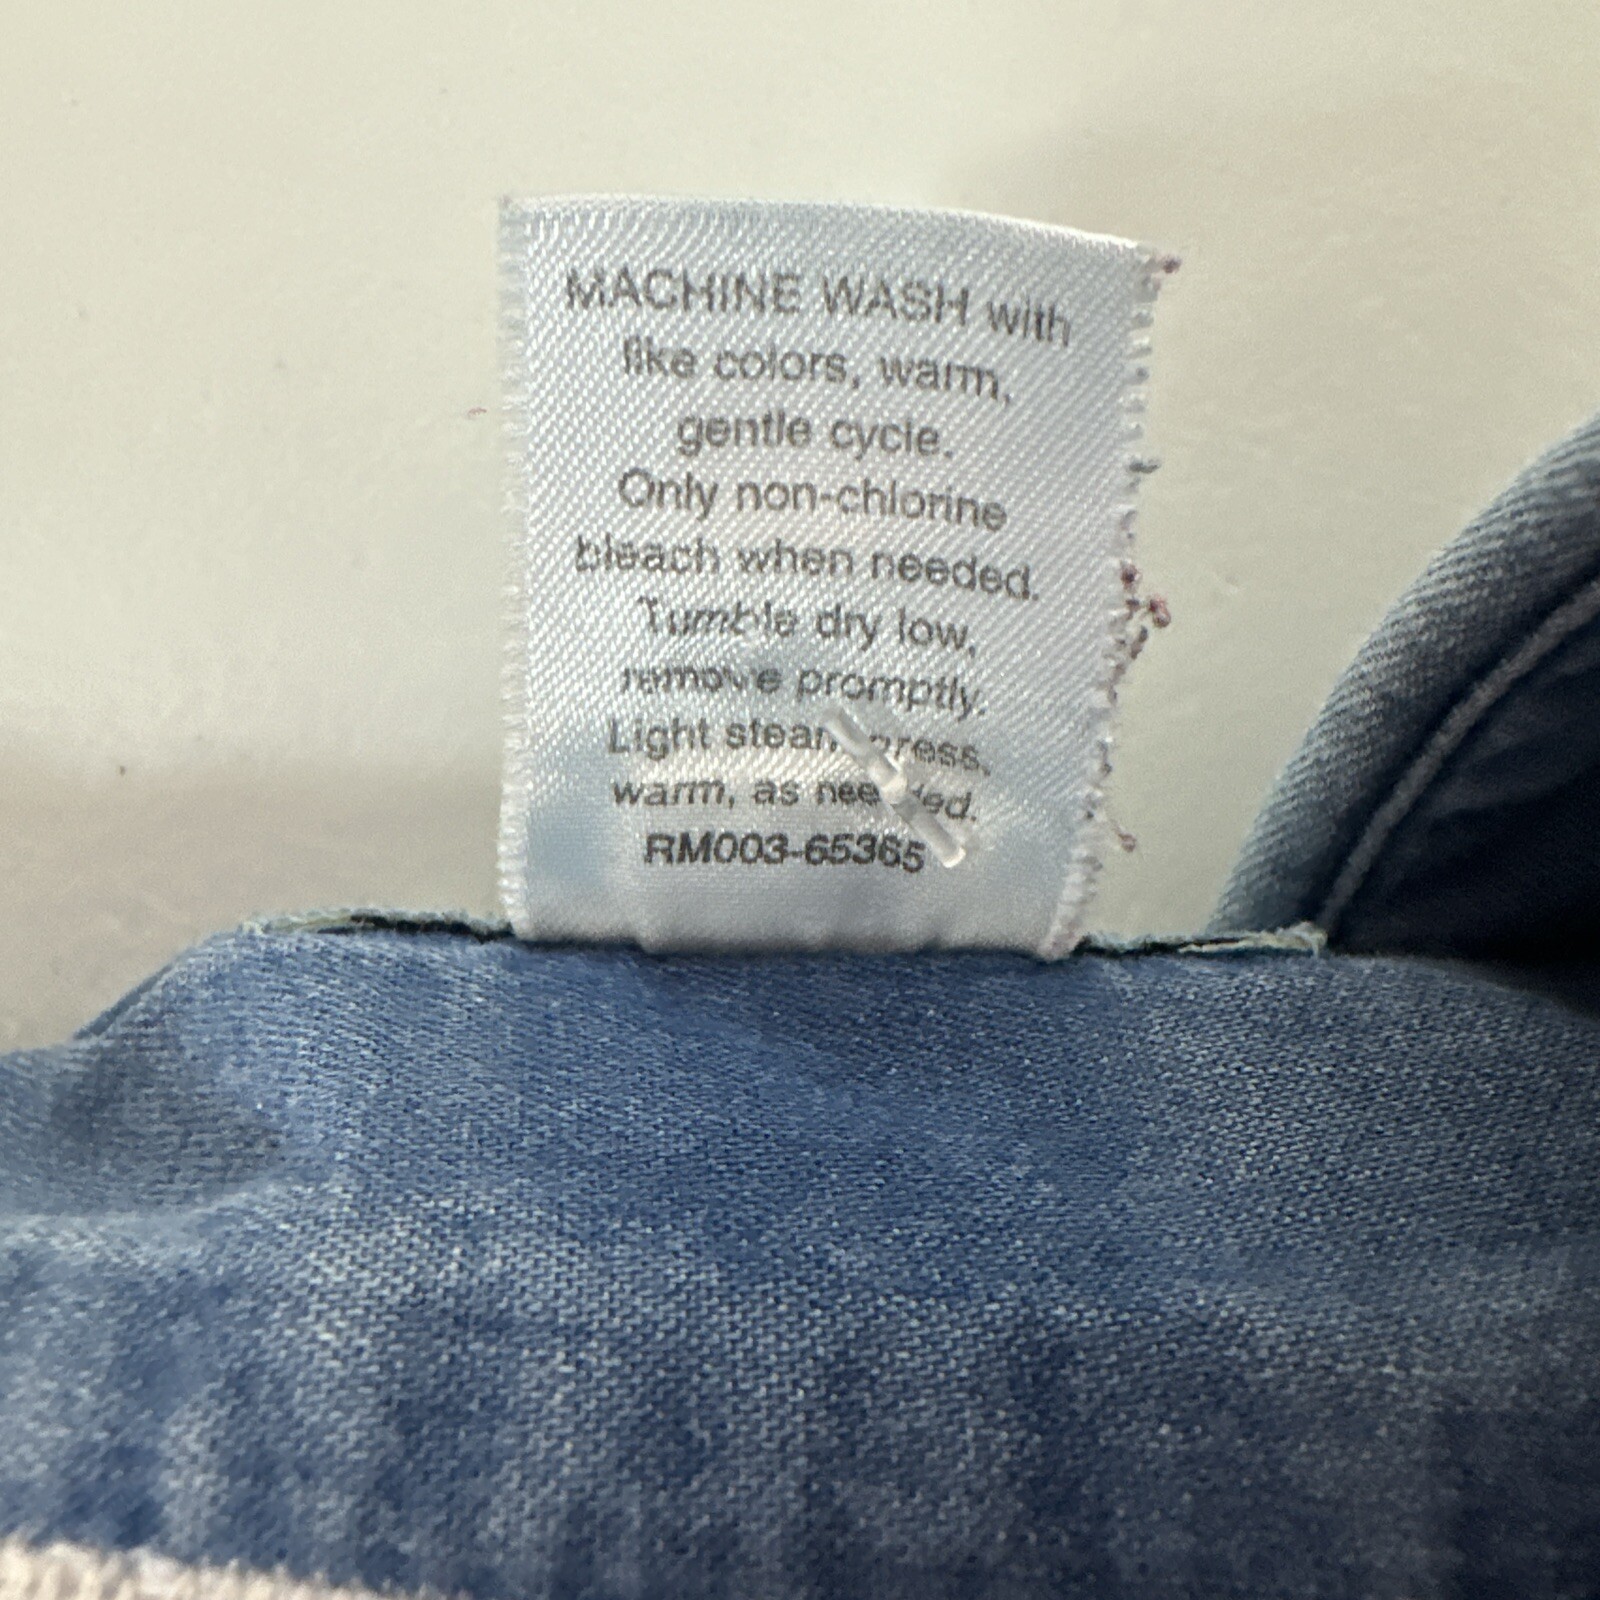 MACHINE WASH with
like colors, warm,
gentle cycle.
Only non-chlorine
bleach when needed.
Tumble dry low,
remove promptly.
Light steam press,
warm, as needed.
RM003-65365